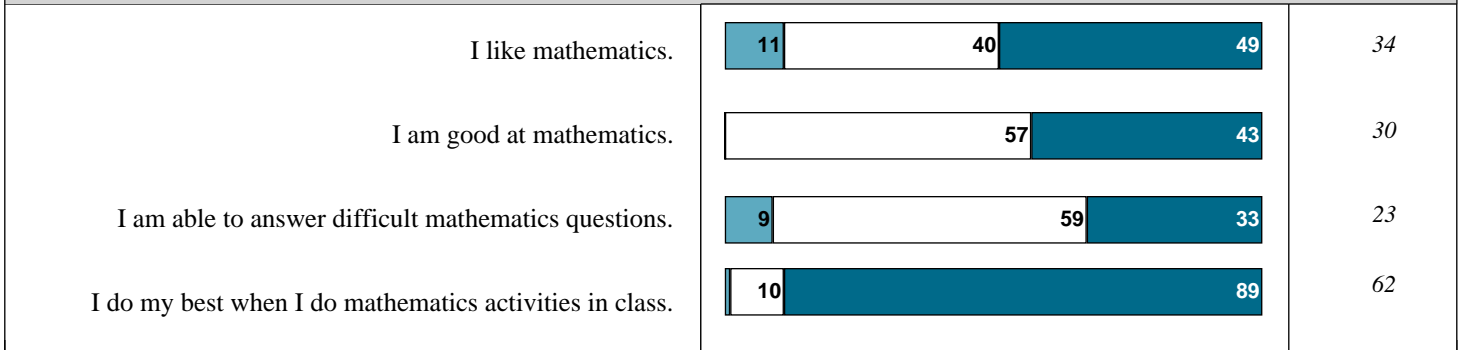 I like mathematics. 11 40 49 34
I am good at mathematics. 57 43 30
I am able to answer difficult mathematics questions. 9 59 33 23
I do my best when I do mathematics activities in class. 10 89 62